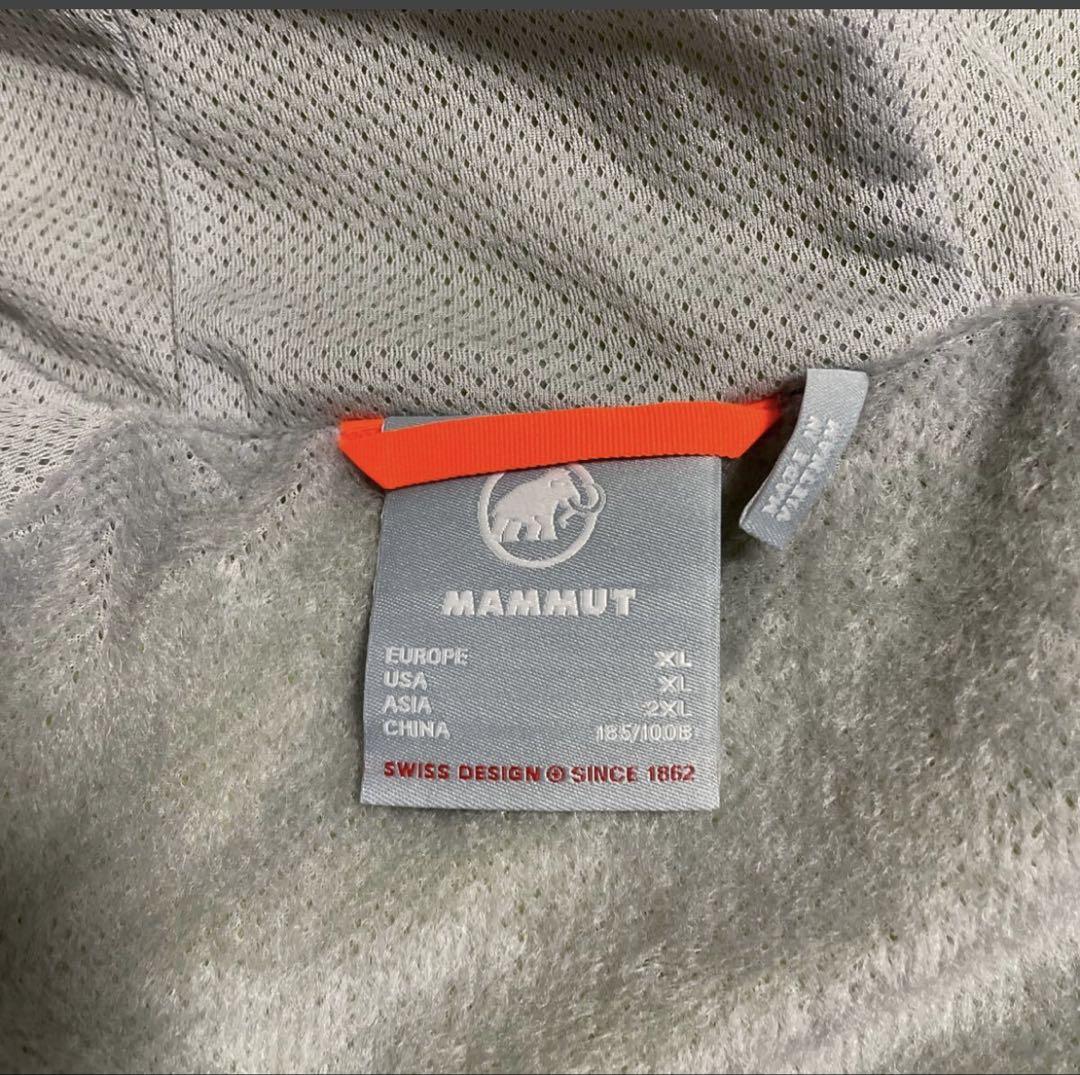 MAMMUT
EUROPE XL
USA XL
ASIA 2XL
CHINA 185/100B
SWISS DESIGN SINCE 1862
MADE IN
VIETNAM